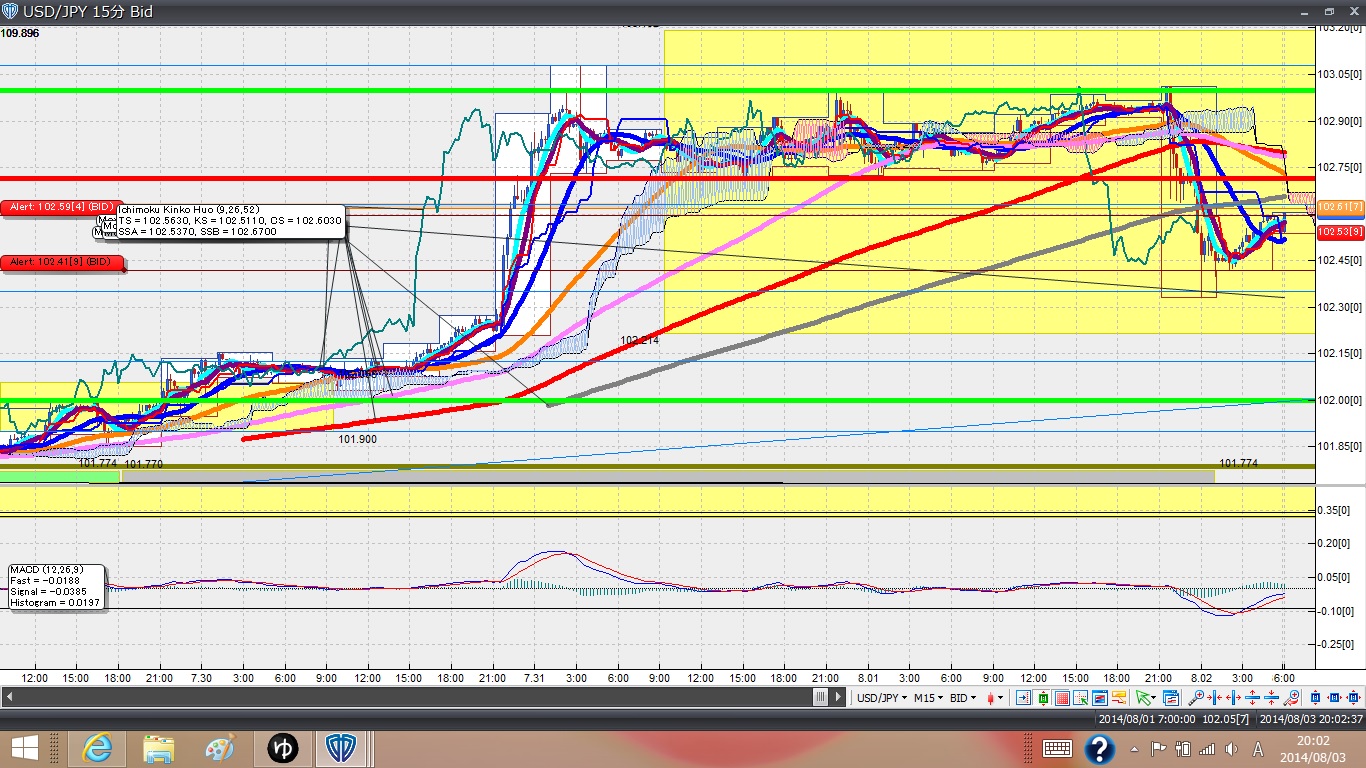 USD/JPY 15分 Bid
109.896
103.20[0]
103.05[0]
102.90[0]
102.75[0]
Alert: 102.59[4] (BID)
Ichimoku Kinko Huo (9,26,52)
TS = 102.5630, KS = 102.5110, CS = 102.6030
SSA = 102.5370, SSB = 102.6700
102.61[7]
102.53[9]
Alert: 102.41[9] (BID)
102.45[0]
102.30[0]
102.214
102.15[0]
102.00[0]
101.900
101.85[0]
101.774 101.770
101.774
0.35[0]
0.20[0]
MACD (12,26,9)
Fast = -0.0188
Signal = -0.0385
Histogram = 0.0197
0.05[0]
-0.10[0]
-0.25[0]
12:00 15:00 18:00 21:00 7.30 3:00 6:00 9:00 12:00 15:00 18:00 21:00 7.31 3:00 6:00 9:00 12:00 15:00 18:00 21:00 8.01 3:00 6:00 9:00 12:00 15:00 18:00 21:00 8.02 3:00 6:00
USD/JPY M15 BID
2014/08/01 7:00:00 102.05[7] 2014/08/03 20:02:37
ゆ
A
20:02
2014/08/03